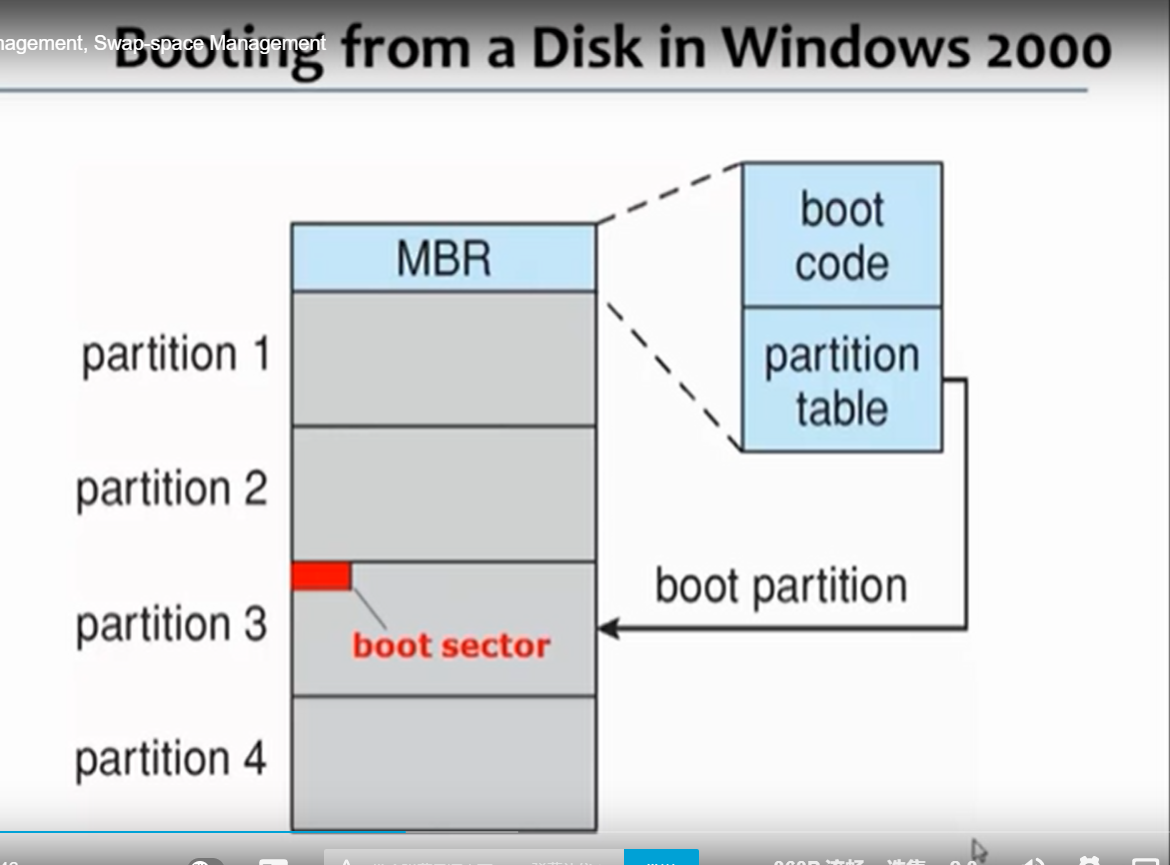 nagement, Swap-space Management
Booting from a Disk in Windows 2000
MBR
boot
code
partition
table
partition 1
partition 2
partition 3
boot sector
boot partition
partition 4